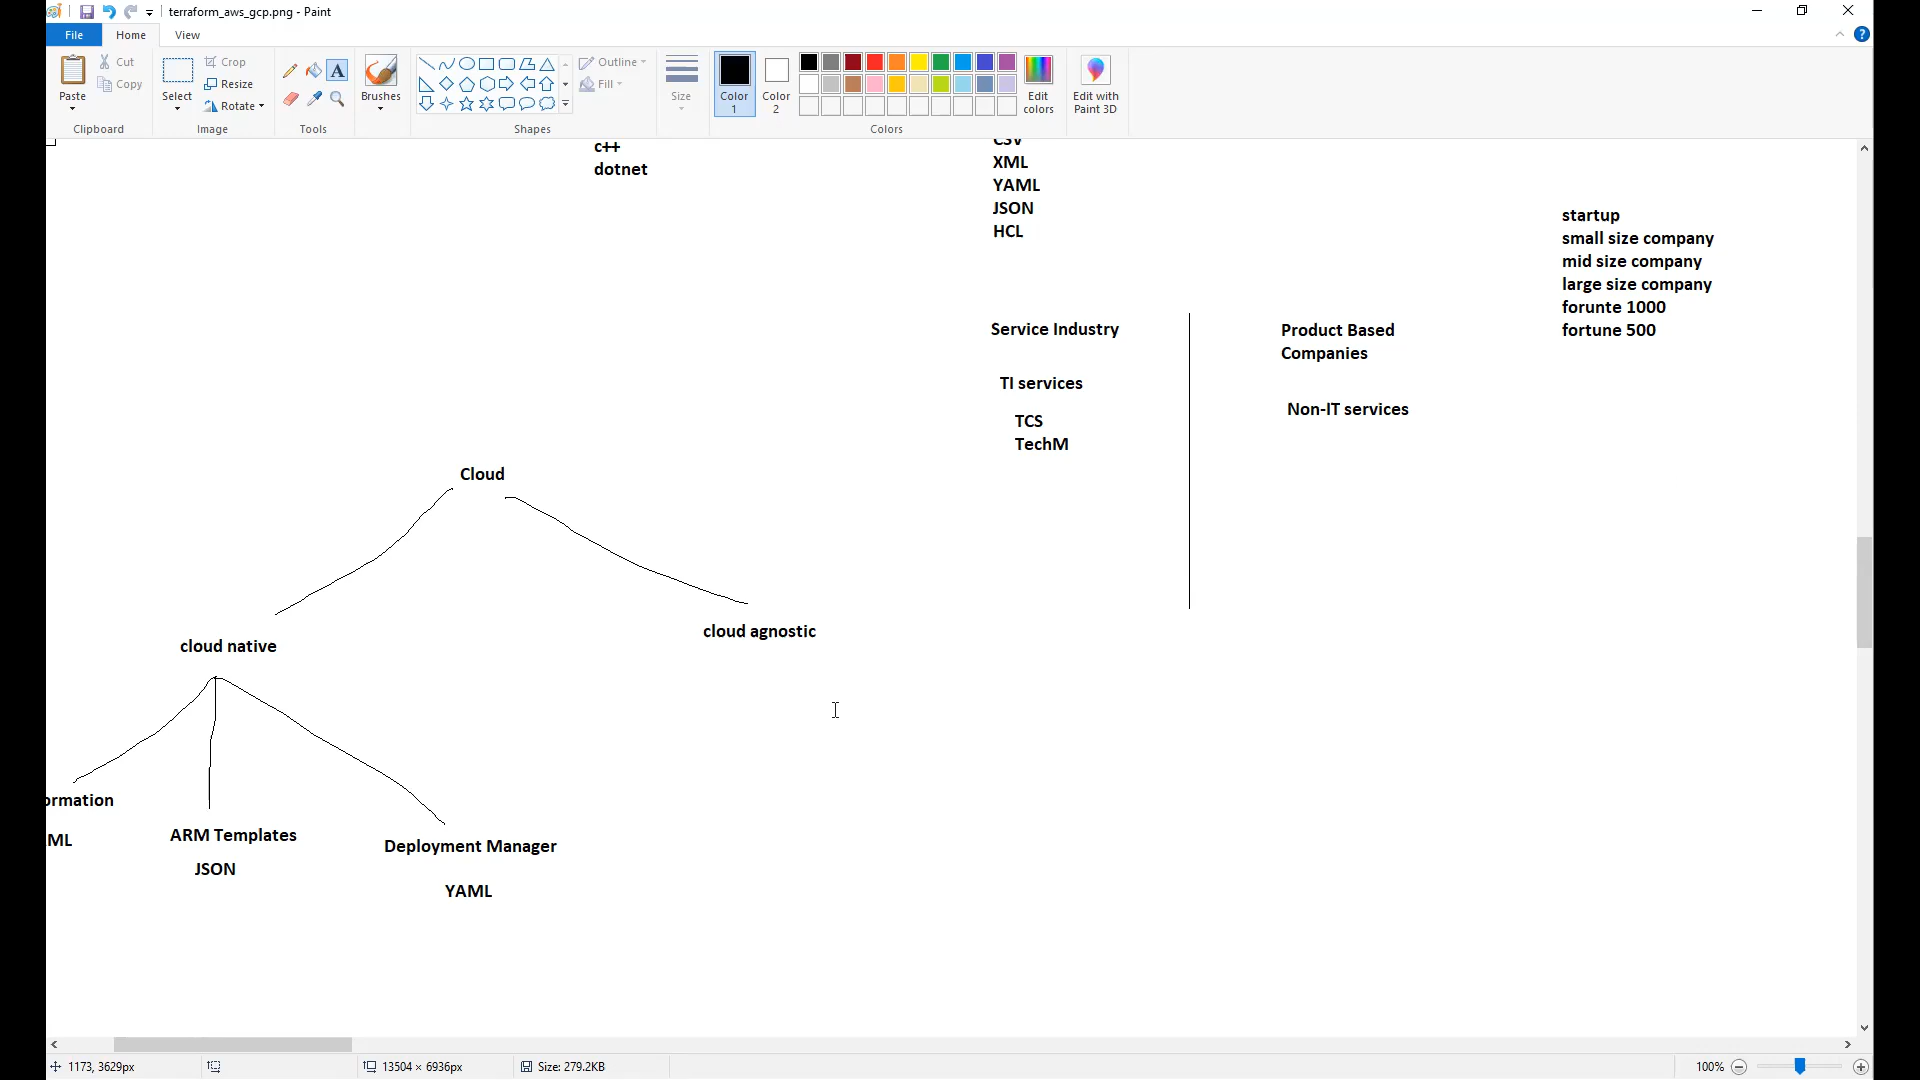 terraform_aws_gcp.png - Paint
File
Home
View
Paste
Cut
Copy
Clipboard
Select
Crop
Resize
Rotate
Image
Tools
Brushes
Shapes
Outline
Fill
Size
Color
1
Color
2
Colors
Edit
colors
Edit with
Paint 3D
c++
dotnet
CSV
XML
YAML
JSON
HCL
startup
small size company
mid size company
large size company
forunte 1000
fortune 500
Service Industry
TI services
TCS
TechM
Product Based
Companies
Non-IT services
Cloud
cloud native
cloud agnostic
ormation
ML
ARM Templates
JSON
Deployment Manager
YAML
1173, 3629px
13504 × 6936px
Size: 279.2KB
100%